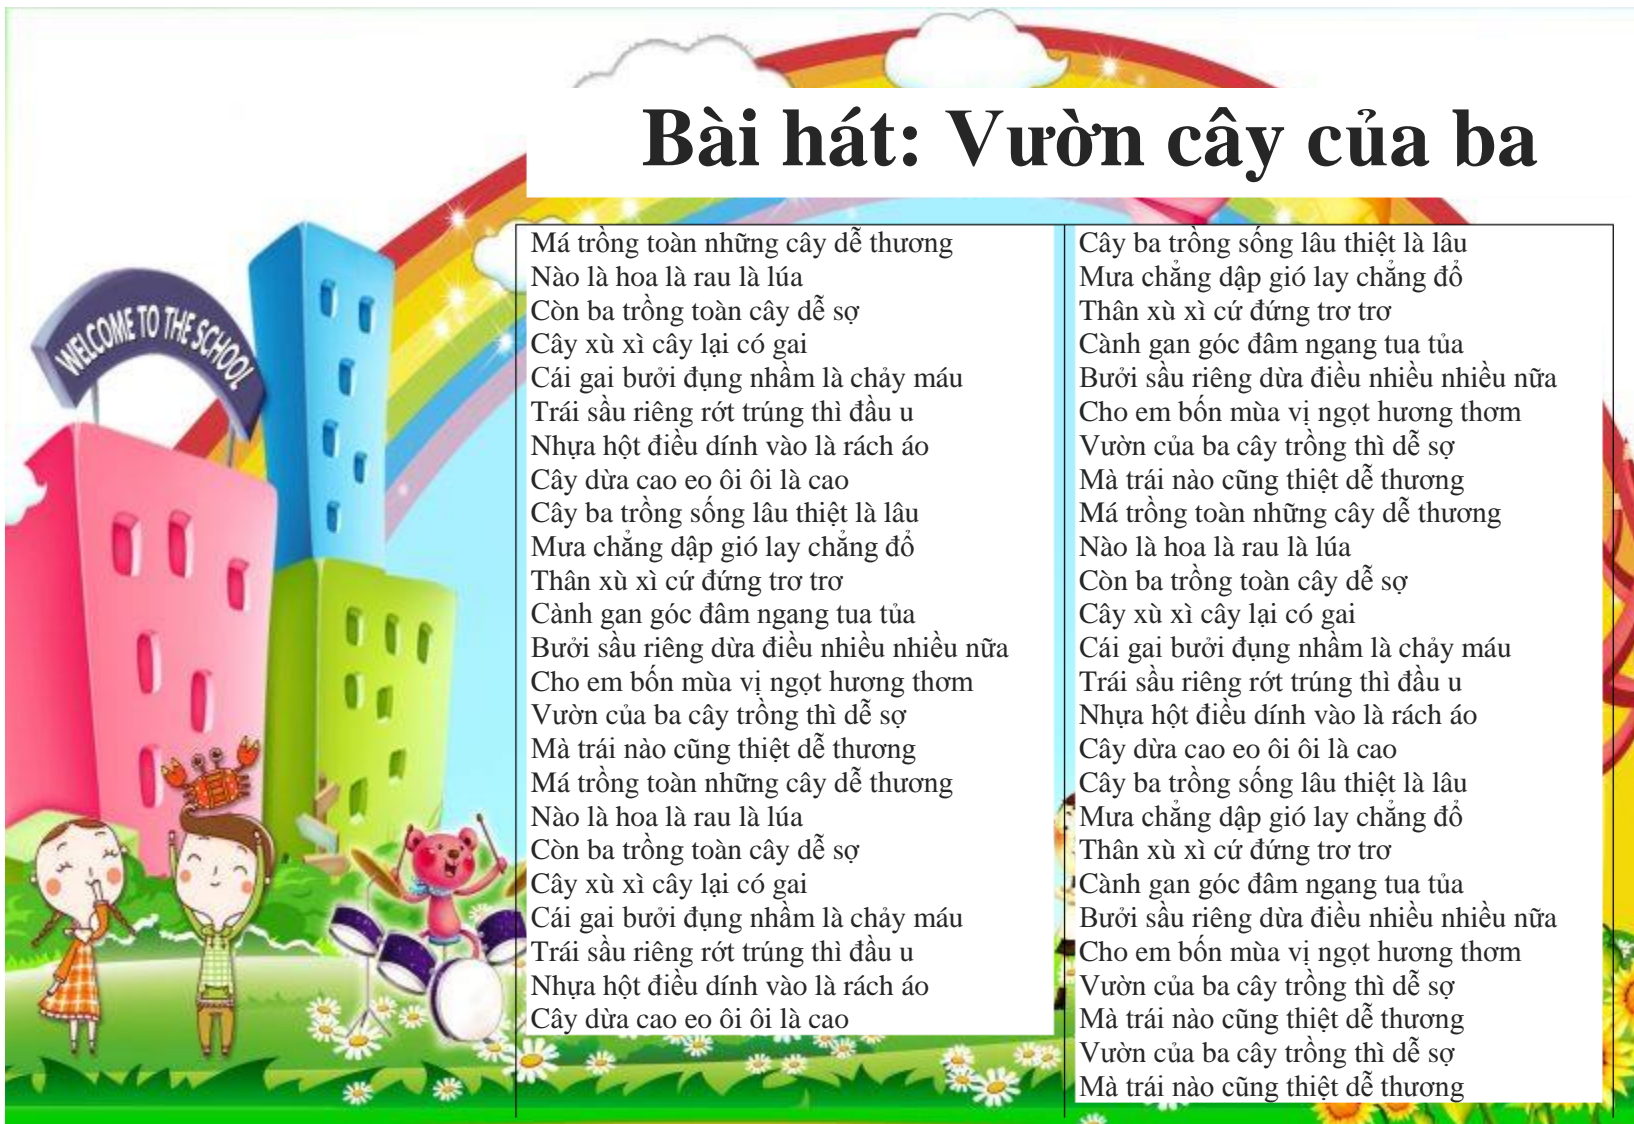 Bài hát: Vườn cây của ba
WELCOME TO THE SCHOOL
Má trồng toàn những cây dễ thương
Nào là hoa là rau là lúa
Còn ba trồng toàn cây dễ sợ
Cây xù xì cây lại có gai
Cái gai bưởi đụng nhầm là chảy máu
Trái sầu riêng rớt trúng thì đầu u
Nhựa hột điều dính vào là rách áo
Cây dừa cao eo ôi ôi là cao
Cây ba trồng sống lâu thiệt là lâu
Mưa chẳng dập gió lay chẳng đổ
Thân xù xì cứ đứng trơ trơ
Cành gan góc đâm ngang tua tủa
Bưởi sầu riêng dừa điều nhiều nhiều nữa
Cho em bốn mùa vị ngọt hương thơm
Vườn của ba cây trồng thì dễ sợ
Mà trái nào cũng thiệt dễ thương
Má trồng toàn những cây dễ thương
Nào là hoa là rau là lúa
Còn ba trồng toàn cây dễ sợ
Cây xù xì cây lại có gai
Cái gai bưởi đụng nhầm là chảy máu
Trái sầu riêng rớt trúng thì đầu u
Nhựa hột điều dính vào là rách áo
Cây dừa cao eo ôi ôi là cao
Cây ba trồng sống lâu thiệt là lâu
Mưa chẳng dập gió lay chẳng đổ
Thân xù xì cứ đứng trơ trơ
Cành gan góc đâm ngang tua tủa
Bưởi sầu riêng dừa điều nhiều nhiều nữa
Cho em bốn mùa vị ngọt hương thơm
Vườn của ba cây trồng thì dễ sợ
Mà trái nào cũng thiệt dễ thương
Má trồng toàn những cây dễ thương
Nào là hoa là rau là lúa
Còn ba trồng toàn cây dễ sợ
Cây xù xì cây lại có gai
Cái gai bưởi đụng nhầm là chảy máu
Trái sầu riêng rớt trúng thì đầu u
Nhựa hột điều dính vào là rách áo
Cây dừa cao eo ôi ôi là cao
Cây ba trồng sống lâu thiệt là lâu
Mưa chẳng dập gió lay chẳng đổ
Thân xù xì cứ đứng trơ trơ
Cành gan góc đâm ngang tua tủa
Bưởi sầu riêng dừa điều nhiều nhiều nữa
Cho em bốn mùa vị ngọt hương thơm
Vườn của ba cây trồng thì dễ sợ
Mà trái nào cũng thiệt dễ thương
Vườn của ba cây trồng thì dễ sợ
Mà trái nào cũng thiệt dễ thương